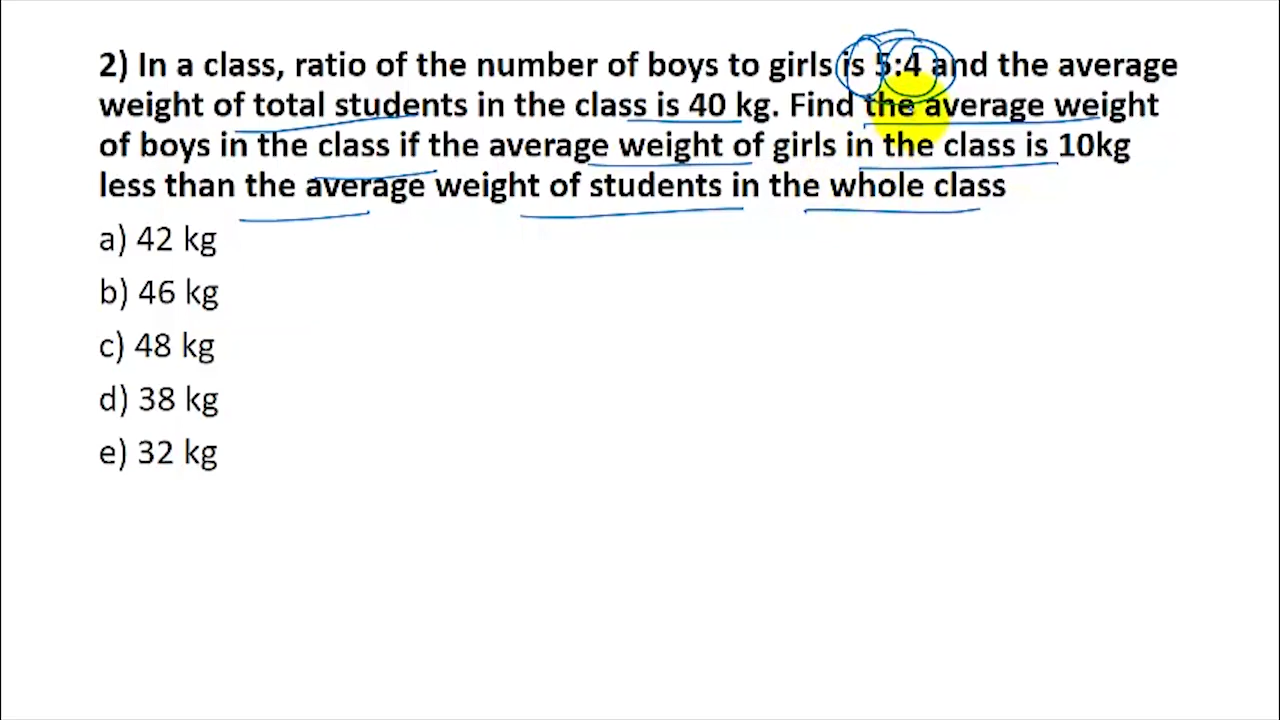 2) In a class, ratio of the number of boys to girls is 5:4 and the average
weight of total students in the class is 40 kg. Find the average weight
of boys in the class if the average weight of girls in the class is 10kg
less than the average weight of students in the whole class
a) 42 kg
b) 46 kg
c) 48 kg
d) 38 kg
e) 32 kg